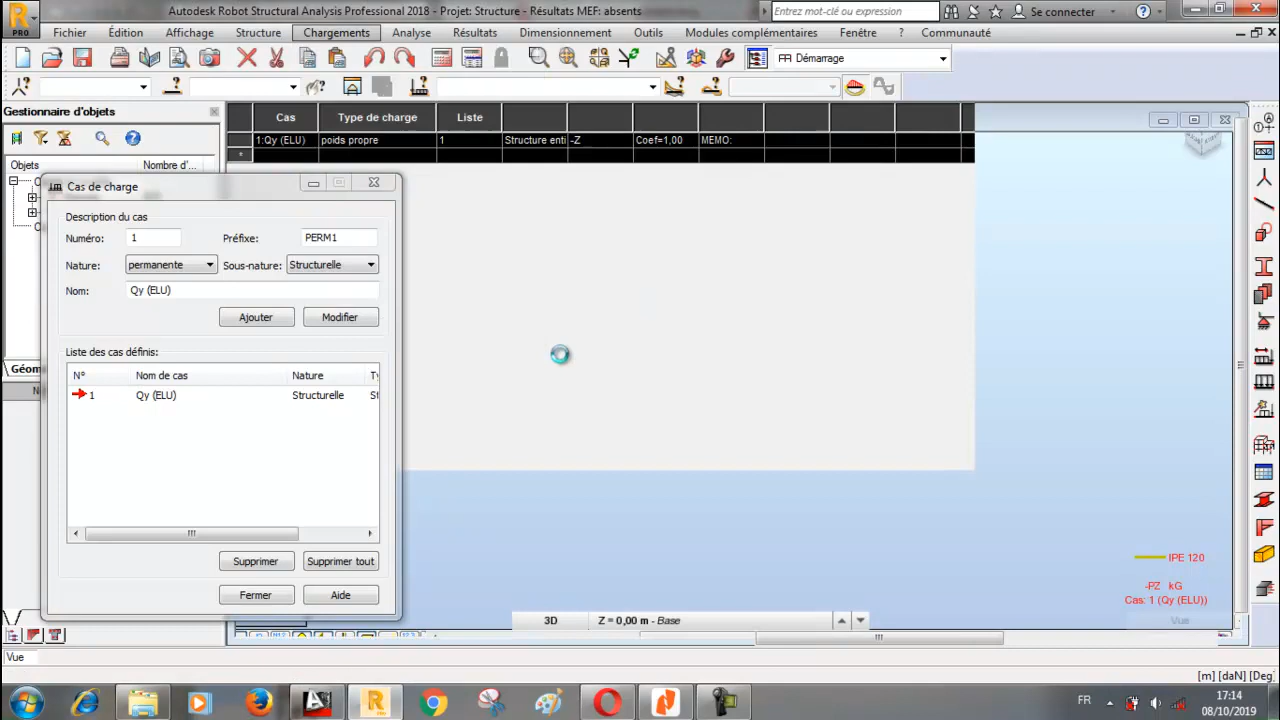 Autodesk Robot Structural Analysis Professional 2018 - Projet: Structure - Résultats MEF: absents
Entrez mot-clé ou expression
Se connecter
PRO
Fichier Édition Affichage Structure Chargements Analyse Résultats Dimensionnement Outils Modules complémentaires Fenêtre ? Communauté
Démarrage
Gestionnaire d'objets
Cas Type de charge Liste
1:Qy (ELU) poids propre 1 Structure enti -Z Coef=1,00 MEMO:
*
Objets Nombre d'...
Cas de charge
Description du cas
Numéro: 1 Préfixe: PERM1
Nature: permanente Sous-nature: Structurelle
Nom: Qy (ELU)
Ajouter Modifier
Liste des cas définis:
Géom
N° Nom de cas Nature Ty
1 Qy (ELU) Structurelle St
Supprimer Supprimer tout
IPE 120
-PZ kG
Cas: 1 (Qy (ELU))
Fermer Aide
3D Z = 0,00 m - Base
Vue
Vue
[m] [daN] [Deg
FR
17:14
08/10/2019